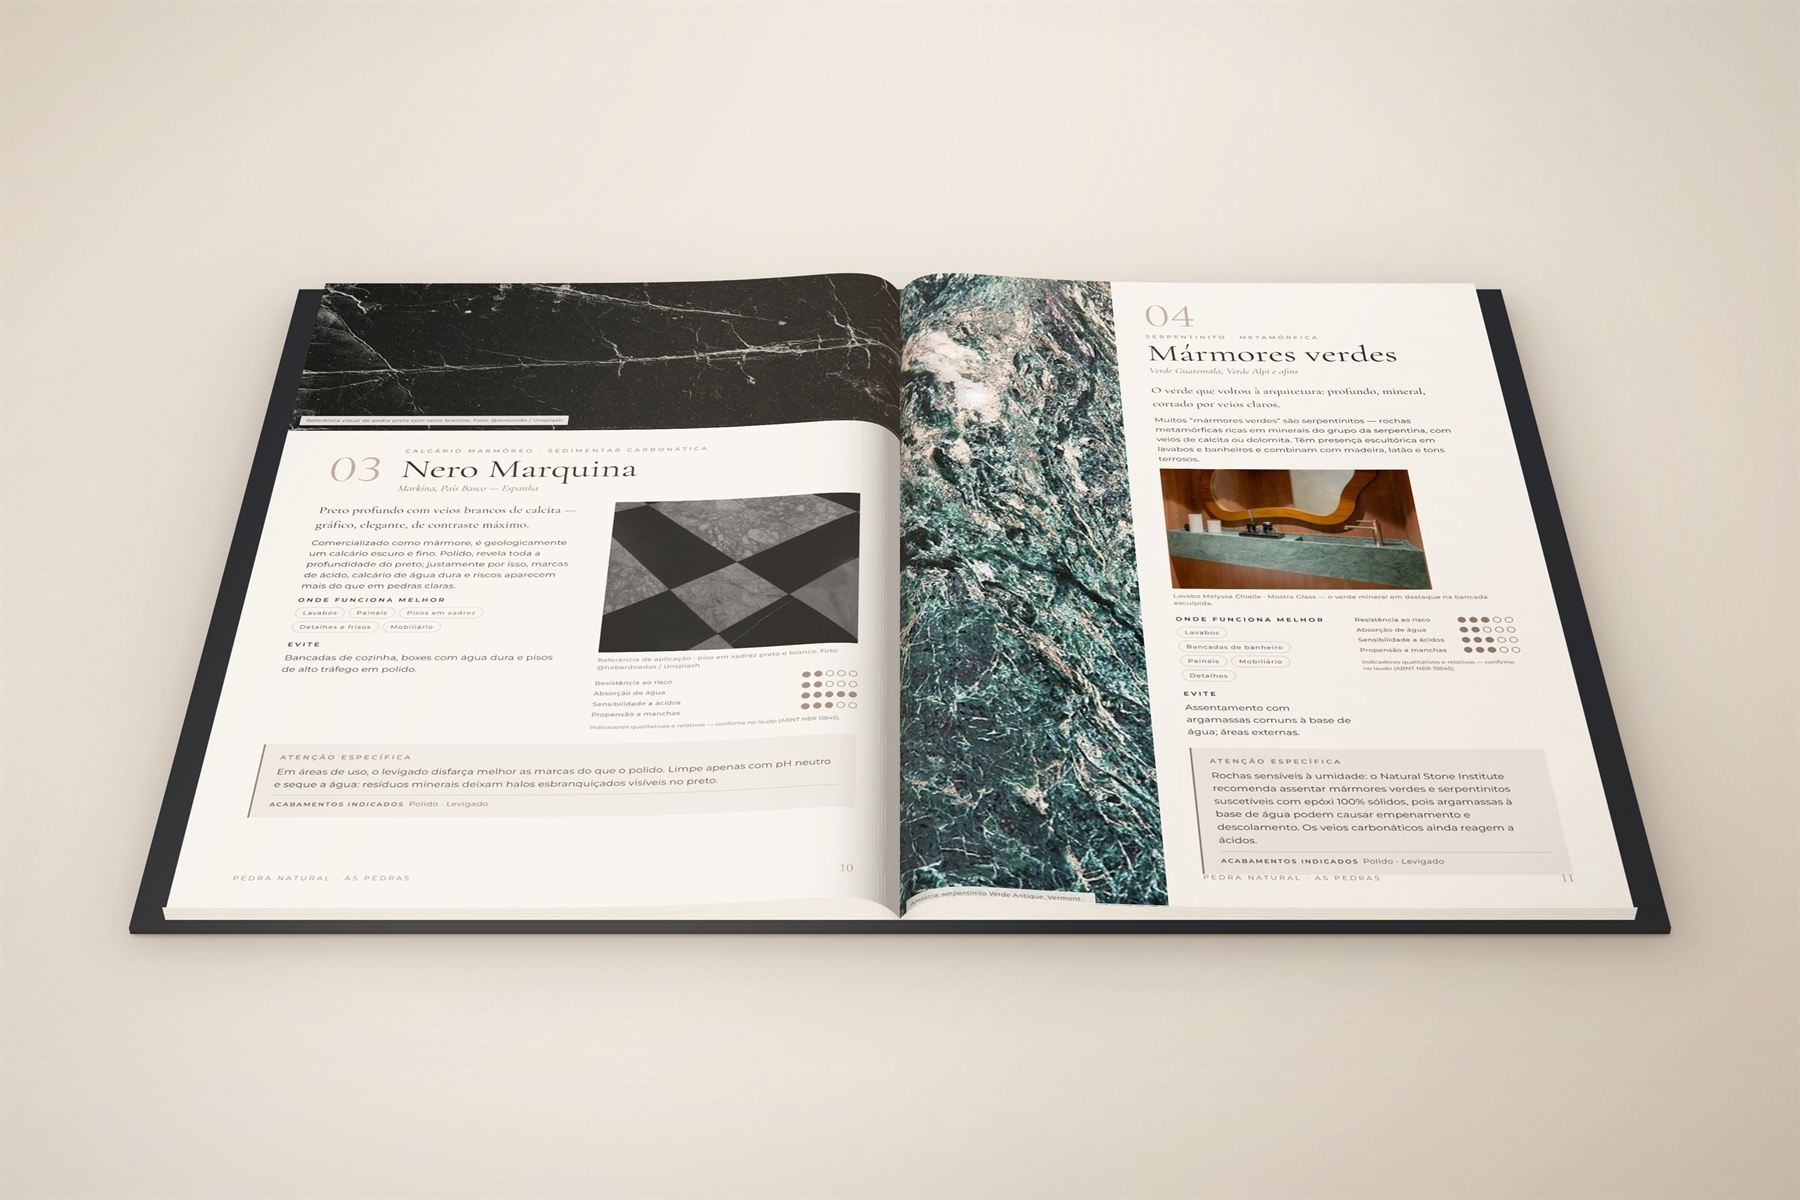 Referência visual de pedra preta com veios brancos. Foto: @laravaldo / Unsplash
CALCÁRIO MARMÓREO · SEDIMENTAR CARBONÁTICA
03
Nero Marquina
Markina, País Basco — Espanha
Preto profundo com veios brancos de calcita —
gráfico, elegante, de contraste máximo.
Comercializado como mármore, é geologicamente
um calcário escuro e fino. Polido, revela toda a
profundidade do preto; justamente por isso, marcas
de ácido, calcário de água dura e riscos aparecem
mais do que em pedras claras.
ONDE FUNCIONA MELHOR
Lavabos Painéis Pisos em xadrez
Detalhes e frisos Mobiliário
EVITE
Bancadas de cozinha, boxes com água dura e pisos
de alto tráfego em polido.
Referência de aplicação · piso em xadrez preto e branco. Foto:
@haberdoedas / Unsplash
Resistência ao risco
Absorção de água
Sensibilidade a ácidos
Propensão a manchas
Indicadores qualitativos e relativos — confirme no laudo (ABNT NBR 15845).
ATENÇÃO ESPECÍFICA
Em áreas de uso, o levigado disfarça melhor as marcas do que o polido. Limpe apenas com pH neutro
e seque a água: resíduos minerais deixam halos esbranquiçados visíveis no preto.
ACABAMENTOS INDICADOS Polido · Levigado
10
PEDRA NATURAL · AS PEDRAS
Amostra: serpentinito Verde Antique, Vermont.
04
SERPENTINITO · METAMÓRFICA
Mármores verdes
Verde Guatemala, Verde Alpi e afins
O verde que voltou à arquitetura: profundo, mineral,
cortado por veios claros.
Muitos "mármores verdes" são serpentinitos — rochas
metamórficas ricas em minerais do grupo da serpentina, com
veios de calcita ou dolomita. Têm presença escultórica em
lavabos e banheiros e combinam com madeira, latão e tons
terrosos.
Lavabo Melyssa Chielle · Mostra Glass — o verde mineral em destaque na bancada
esculpida.
ONDE FUNCIONA MELHOR
Lavabos
Bancadas de banheiro
Painéis Mobiliário
Detalhes
EVITE
Assentamento com
argamassas comuns à base de
água; áreas externas.
Resistência ao risco
Absorção de água
Sensibilidade a ácidos
Propensão a manchas
Indicadores qualitativos e relativos — confirme
no laudo (ABNT NBR 15845).
ATENÇÃO ESPECÍFICA
Rochas sensíveis à umidade: o Natural Stone Institute
recomenda assentar mármores verdes e serpentinitos
suscetíveis com epóxi 100% sólidos, pois argamassas à
base de água podem causar empenamento e
descolamento. Os veios carbonáticos ainda reagem a
ácidos.
ACABAMENTOS INDICADOS Polido · Levigado
PEDRA NATURAL · AS PEDRAS
11